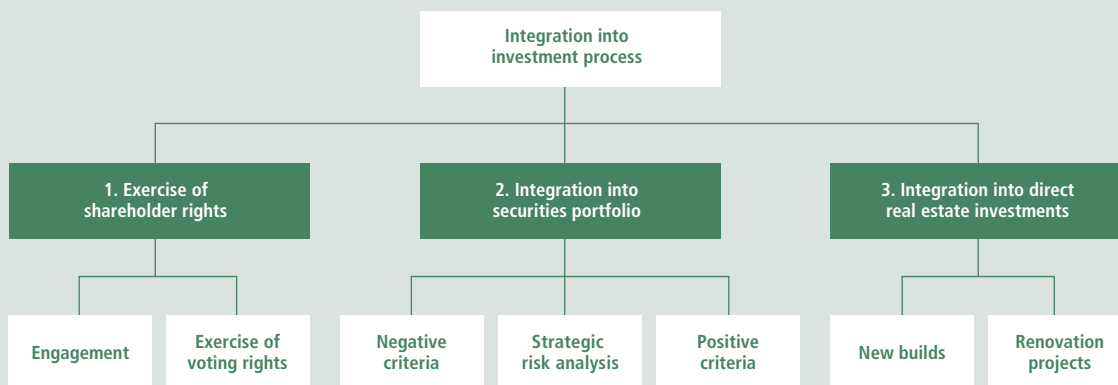 Integration into
investment process
1. Exercise of
shareholder rights
2. Integration into
securities portfolio
3. Integration into direct
real estate investments
Engagement
Exercise of
voting rights
Negative
criteria
Strategic
risk analysis
Positive
criteria
New builds
Renovation
projects